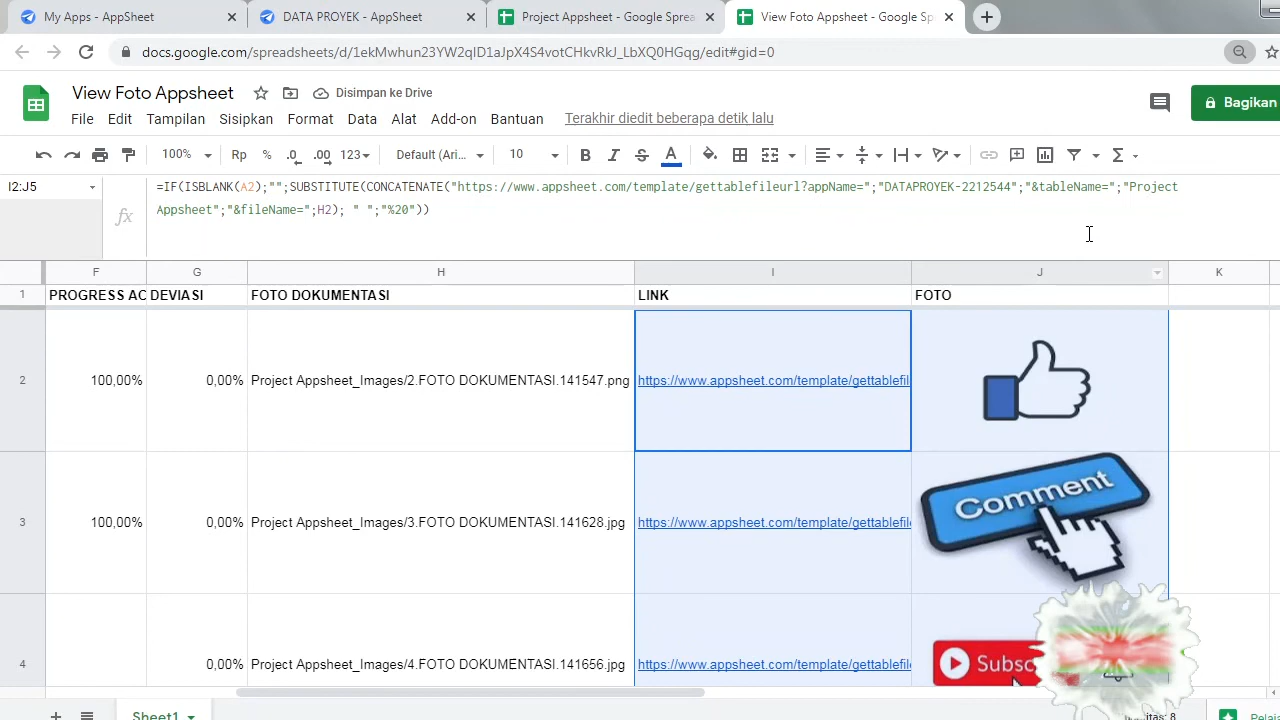 My Apps - AppSheet
DATA PROYEK - AppSheet
Project Appsheet - Google Sprea
View Foto Appsheet - Google Sp
docs.google.com/spreadsheets/d/1ekMwhun23YW2qID1aJpX4S4votCHkvRkJ_LbXQ0HGqg/edit#gid=0
View Foto Appsheet
Disimpan ke Drive
Bagikan
File Edit Tampilan Sisipkan Format Data Alat Add-on Bantuan Terakhir diedit beberapa detik lalu
100% Rp % .0 .00 123 Default (Ari... 10 B I S A Σ
I2:J5
fx
=IF(ISBLANK(A2);"";SUBSTITUTE(CONCATENATE("https://www.appsheet.com/template/gettablefileurl?appName=";"DATAPROYEK-2212544";"&tableName=";"Project
Appsheet";"&fileName=";H2); " ";"%20"))
F G H I J K
1 PROGRESS AC DEVIASI FOTO DOKUMENTASI LINK FOTO
2 100,00% 0,00% Project Appsheet_Images/2.FOTO DOKUMENTASI.141547.png https://www.appsheet.com/template/gettablefil
Comment
3 100,00% 0,00% Project Appsheet_Images/3.FOTO DOKUMENTASI.141628.jpg https://www.appsheet.com/template/gettablefil
4 0,00% Project Appsheet_Images/4.FOTO DOKUMENTASI.141656.jpg https://www.appsheet.com/template/gettablefil
Subsc
Sheet1
8
Pelaja